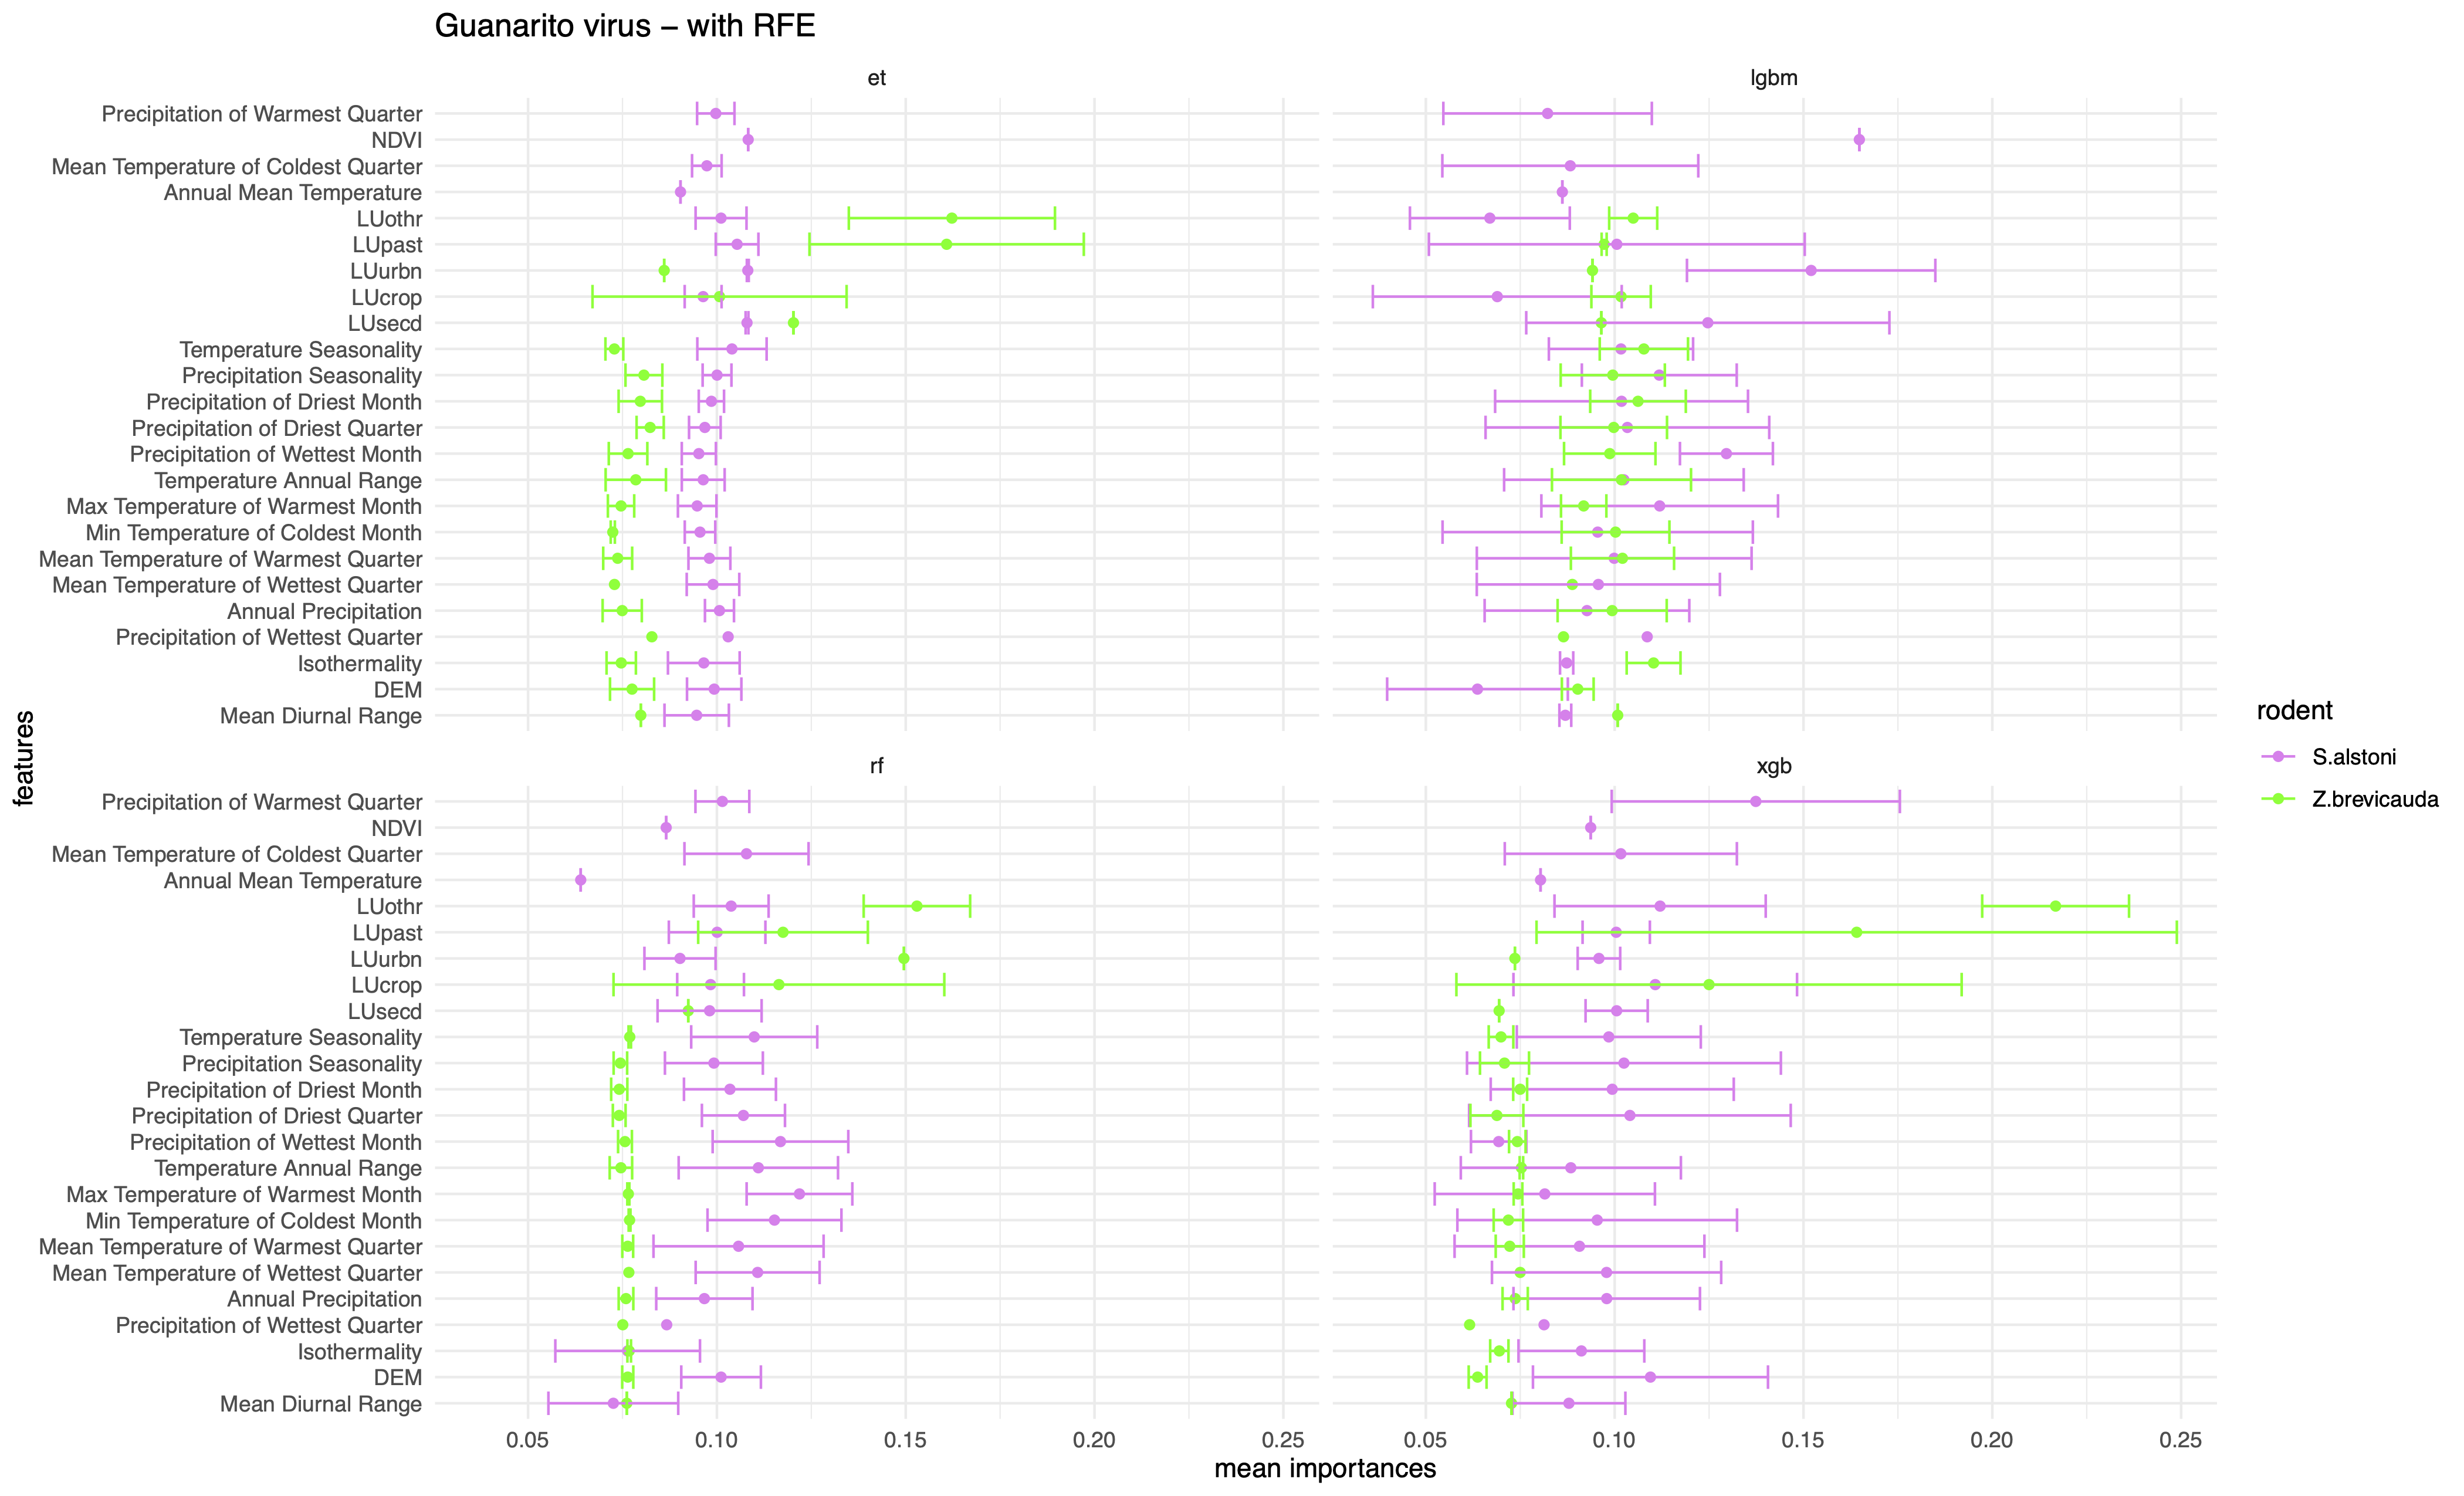 Guanarito virus – with RFE
et
lgbm
Precipitation of Warmest Quarter
NDVI
Mean Temperature of Coldest Quarter
Annual Mean Temperature
LUothr
LUpast
LUurbn
LUcrop
LUsecd
Temperature Seasonality
Precipitation Seasonality
Precipitation of Driest Month
Precipitation of Driest Quarter
Precipitation of Wettest Month
Temperature Annual Range
Max Temperature of Warmest Month
Min Temperature of Coldest Month
Mean Temperature of Warmest Quarter
Mean Temperature of Wettest Quarter
Annual Precipitation
Precipitation of Wettest Quarter
Isothermality
DEM
Mean Diurnal Range
features
rodent
S.alstoni
Z.brevicauda
rf
xgb
Precipitation of Warmest Quarter
NDVI
Mean Temperature of Coldest Quarter
Annual Mean Temperature
LUothr
LUpast
LUurbn
LUcrop
LUsecd
Temperature Seasonality
Precipitation Seasonality
Precipitation of Driest Month
Precipitation of Driest Quarter
Precipitation of Wettest Month
Temperature Annual Range
Max Temperature of Warmest Month
Min Temperature of Coldest Month
Mean Temperature of Warmest Quarter
Mean Temperature of Wettest Quarter
Annual Precipitation
Precipitation of Wettest Quarter
Isothermality
DEM
Mean Diurnal Range
0.05 0.10 0.15 0.20 0.25
0.05 0.10 0.15 0.20 0.25
mean importances